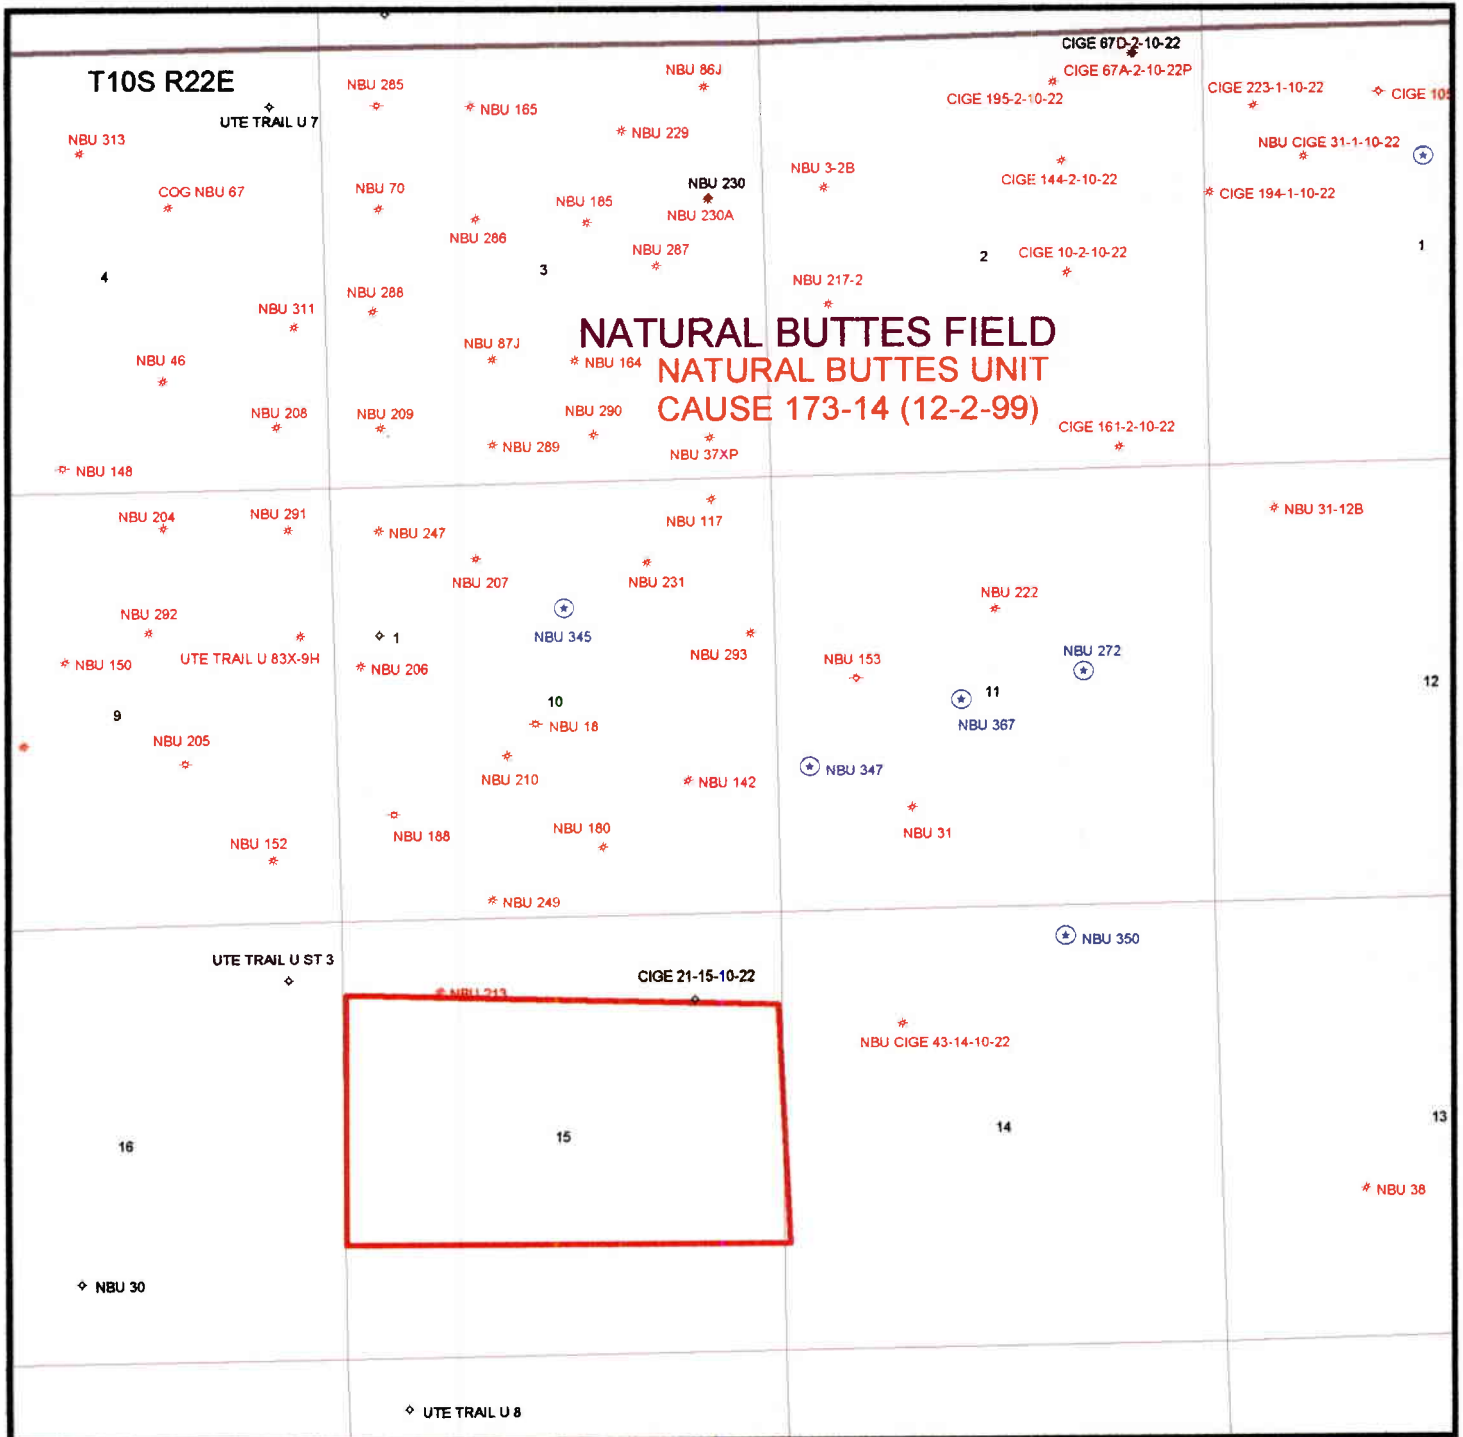 CIGE 67D-2-10-22
T10S R22E
NBU 285
NBU 86J
CIGE 67A-2-10-22P
CIGE 223-1-10-22
CIGE 105
UTE TRAIL U 7
NBU 165
CIGE 195-2-10-22
NBU 313
NBU 229
NBU CIGE 31-1-10-22
COG NBU 67
NBU 70
NBU 185
NBU 230
NBU 3-2B
CIGE 144-2-10-22
CIGE 194-1-10-22
NBU 230A
NBU 286
NBU 287
4
3
2
CIGE 10-2-10-22
1
NBU 311
NBU 288
NBU 217-2
NATURAL BUTTES FIELD
NBU 46
NBU 87J
NBU 164
NATURAL BUTTES UNIT
NBU 208
NBU 209
NBU 290
CAUSE 173-14 (12-2-99)
NBU 289
NBU 37XP
CIGE 161-2-10-22
NBU 148
NBU 204
NBU 291
NBU 247
NBU 117
NBU 31-12B
NBU 207
NBU 231
NBU 222
NBU 292
1
NBU 345
NBU 293
NBU 272
NBU 150
UTE TRAIL U 83X-9H
NBU 206
NBU 153
9
10
11
12
NBU 205
NBU 18
NBU 367
NBU 210
NBU 142
NBU 347
NBU 152
NBU 188
NBU 180
NBU 31
NBU 249
UTE TRAIL U ST 3
CIGE 21-15-10-22
NBU 350
NBU 213
NBU CIGE 43-14-10-22
16
15
14
13
NBU 38
NBU 30
UTE TRAIL U 8